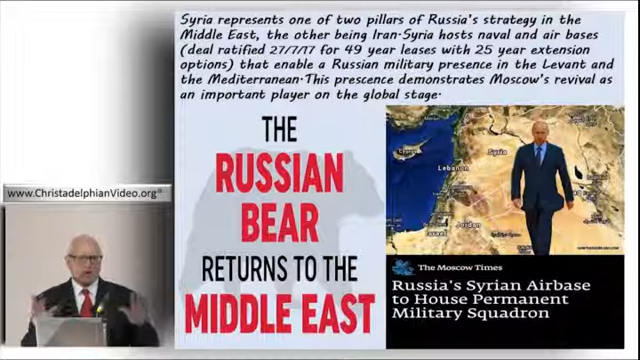 Syria represents one of two pillars of Russia's strategy in the
Middle East, the other being Iran·Syria hosts naval and air bases
(deal ratified 27/7/17 for 49 year leases with 25 year extension
options) that enable a Russian military presence in the Levant and
the Mediterranean·This prescence demonstrates Moscow's revival as
an important player on the global stage·
THE
RUSSIAN
BEAR
RETURNS TO THE
MIDDLE EAST
Cyprus
Syria
Lebanon
Israel
Jordan
The Moscow Times
Russia's Syrian Airbase
to House Permanent
Military Squadron
www.ChristadelphianVideo.org®